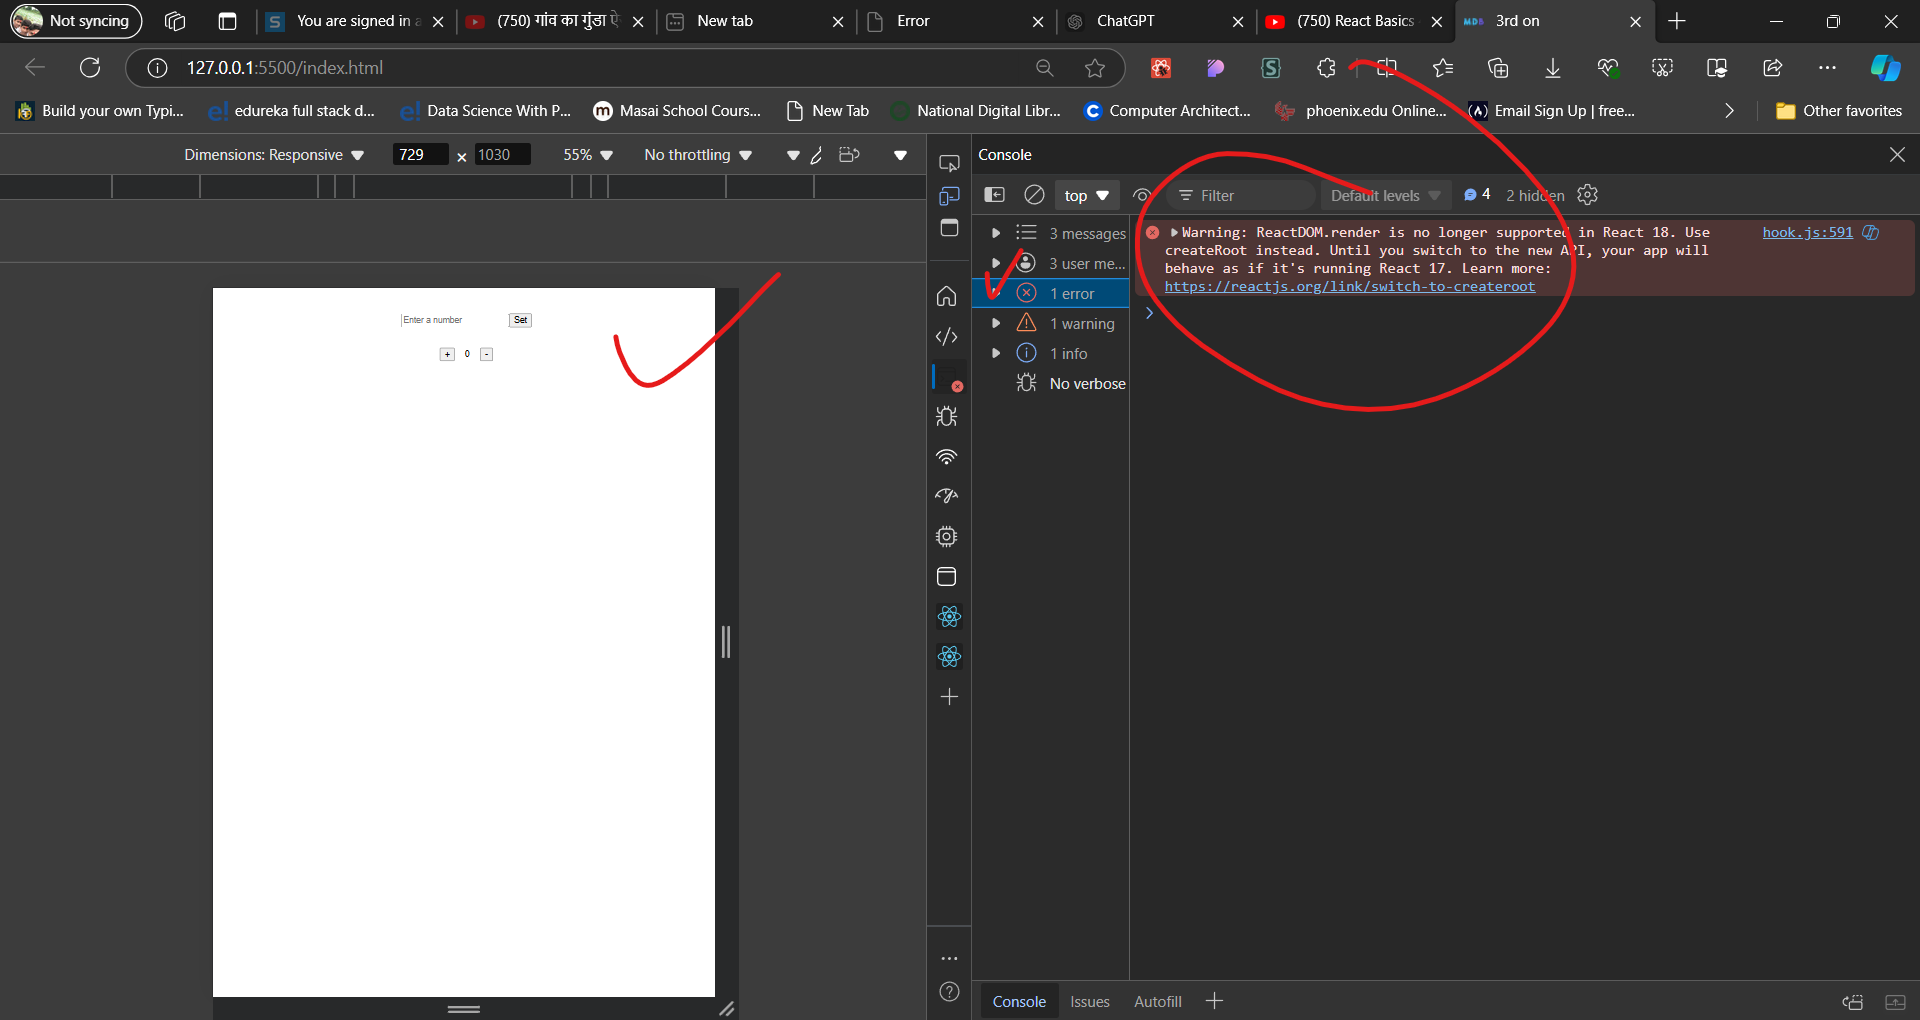 Not syncing
You are signed in a
(750) गांव का गुंडा ऐ
New tab
Error
ChatGPT
(750) React Basics
3rd on
127.0.0.1:5500/index.html
Build your own Typi...
edureka full stack d...
Data Science With P...
Masai School Cours...
New Tab
National Digital Libr...
Computer Architect...
phoenix.edu Online...
Email Sign Up | free...
Other favorites
Dimensions: Responsive
729 × 1030
55%
No throttling
Console
top
Filter
Default levels
4
2 hidden
3 messages
3 user me...
1 error
1 warning
1 info
No verbose
Warning: ReactDOM.render is no longer supported in React 18. Use
createRoot instead. Until you switch to the new API, your app will
behave as if it's running React 17. Learn more:
https://reactjs.org/link/switch-to-createroot
hook.js:591
Enter a number
Set
+ 0 -
Console
Issues
Autofill